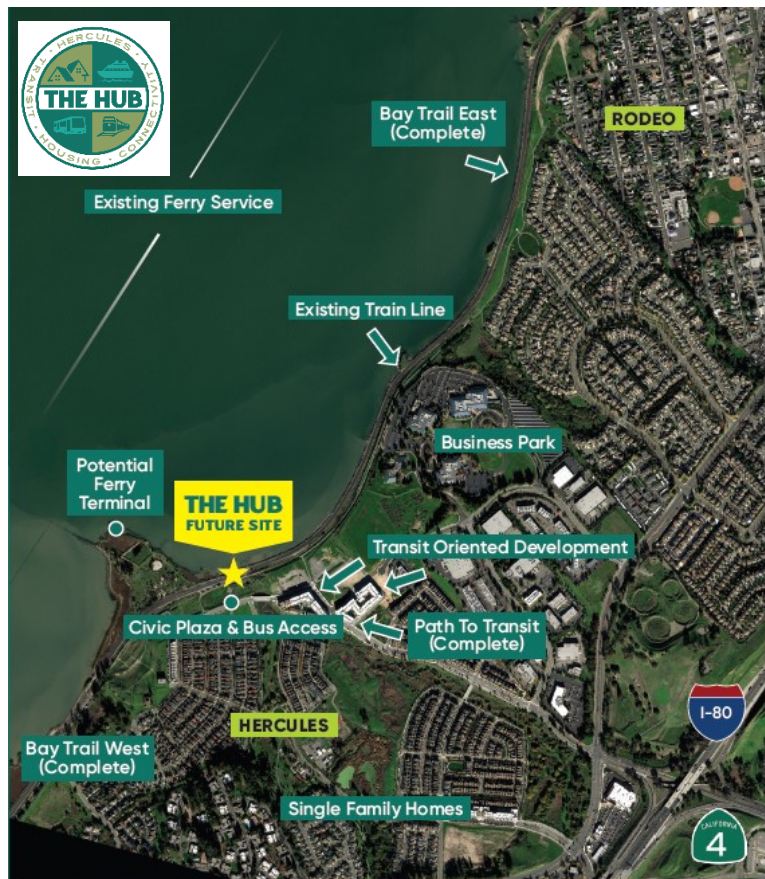 HERCULES
TRANSIT
CONNECTIVITY
HOUSING
THE HUB
Bay Trail East
(Complete)
RODEO
Existing Ferry Service
Existing Train Line
Business Park
Potential
Ferry
Terminal
THE HUB
FUTURE SITE
Transit Oriented Development
Civic Plaza & Bus Access
Path To Transit
(Complete)
HERCULES
I-80
Bay Trail West
(Complete)
Single Family Homes
CALIFORNIA
4